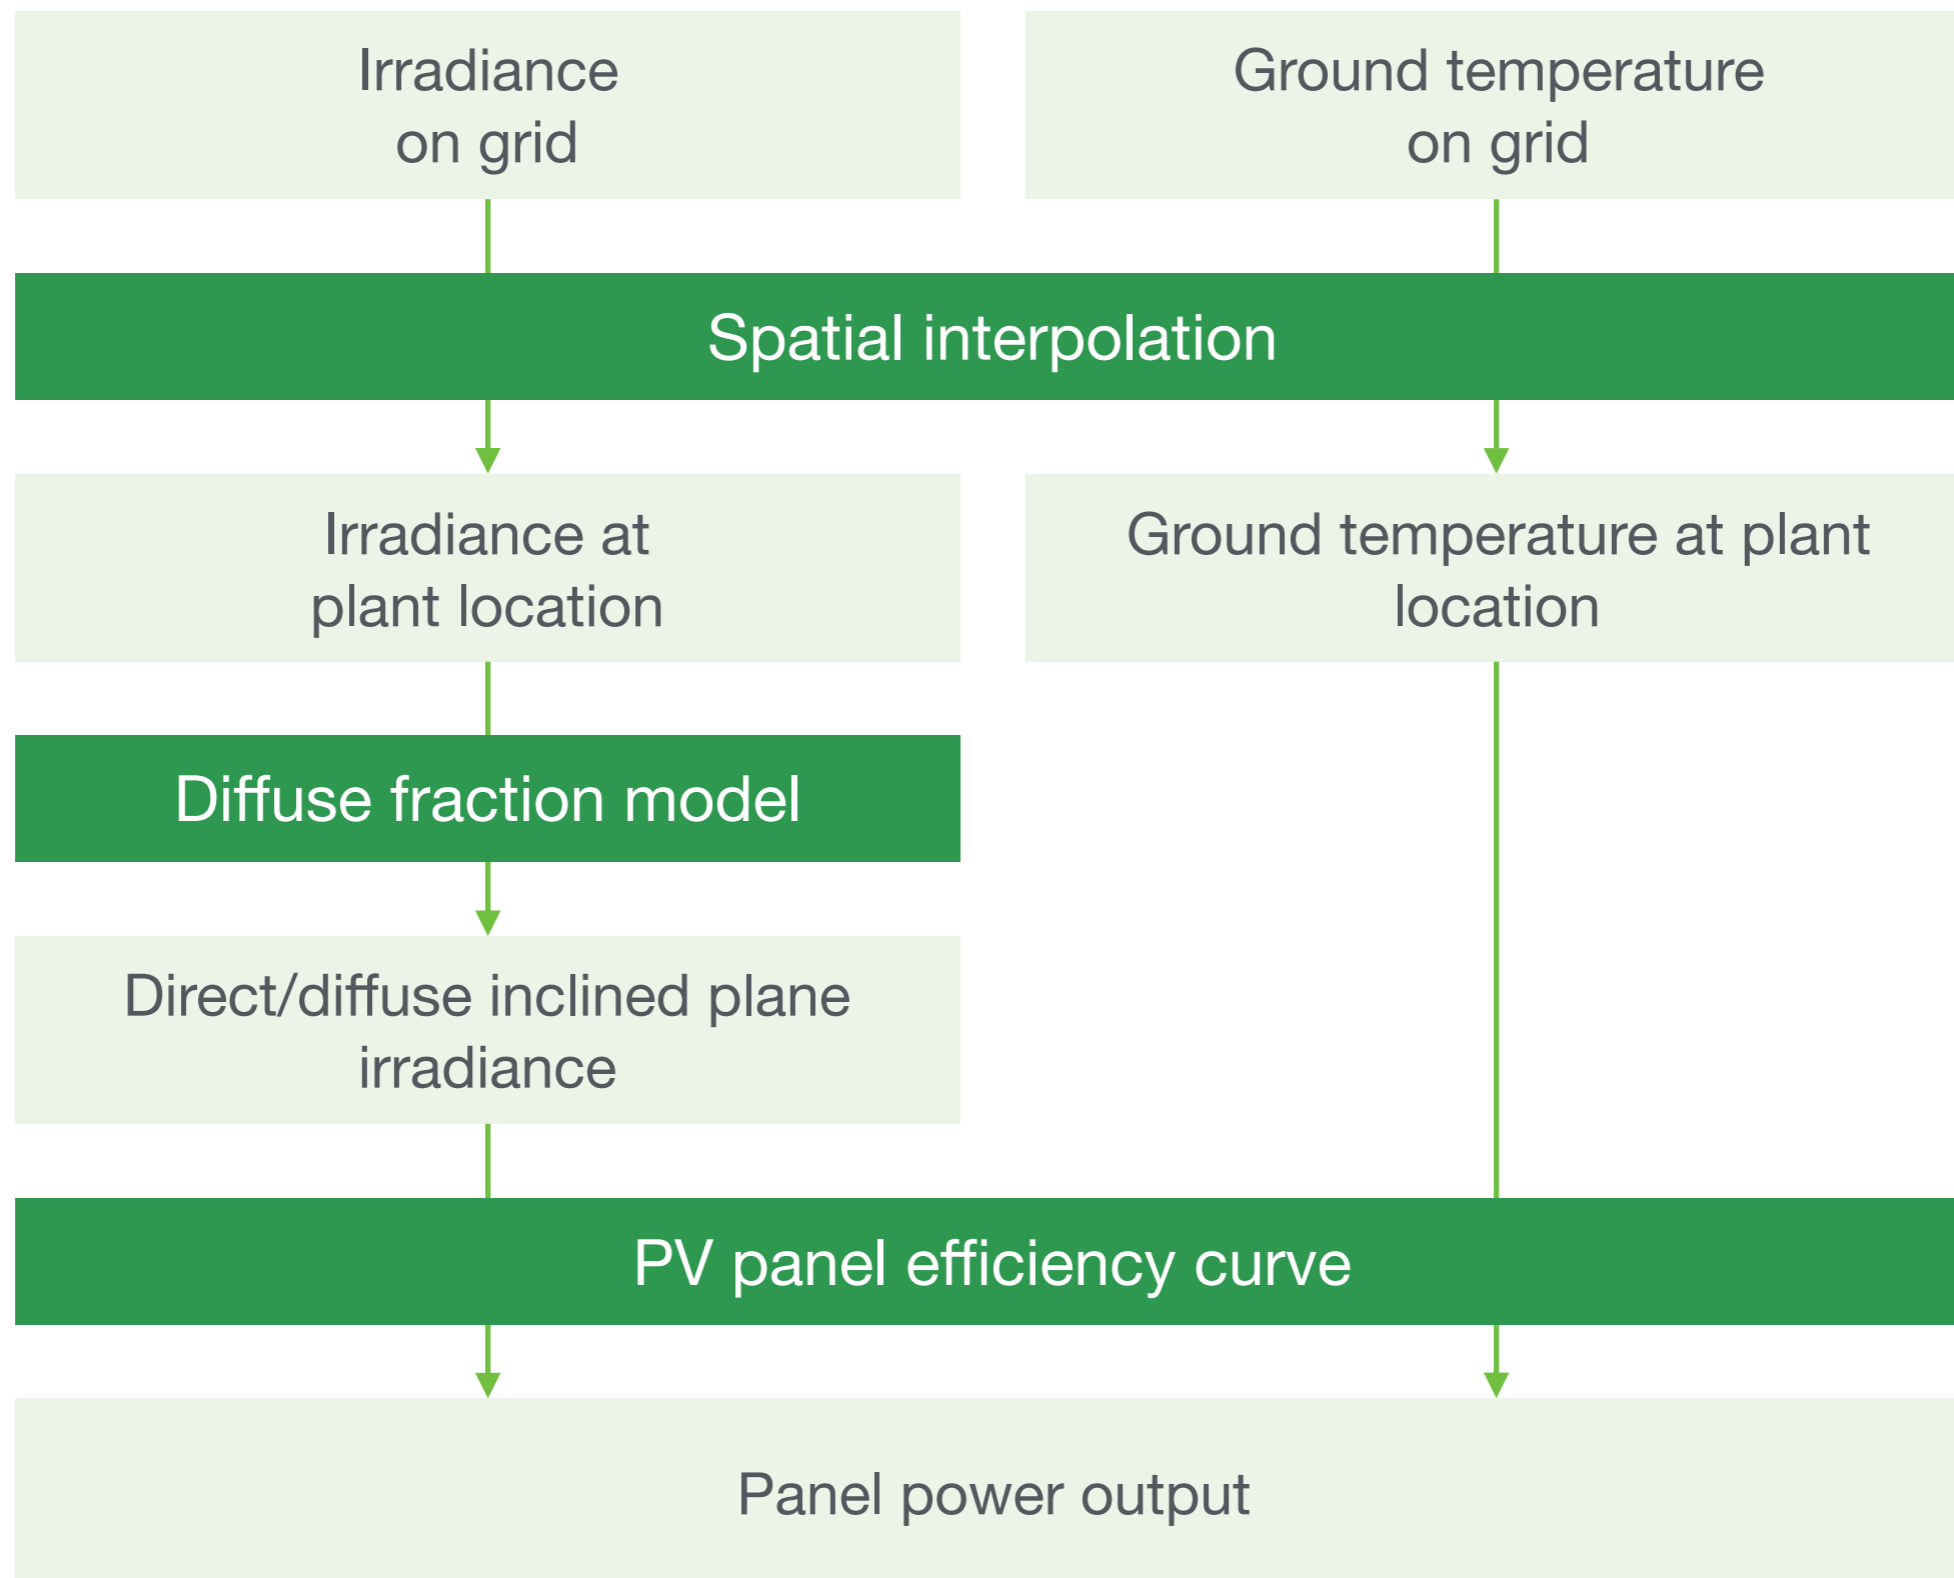 Irradiance
on grid
Ground temperature
on grid
Spatial interpolation
Irradiance at
plant location
Ground temperature at plant
location
Diffuse fraction model
Direct/diffuse inclined plane
irradiance
PV panel efficiency curve
Panel power output